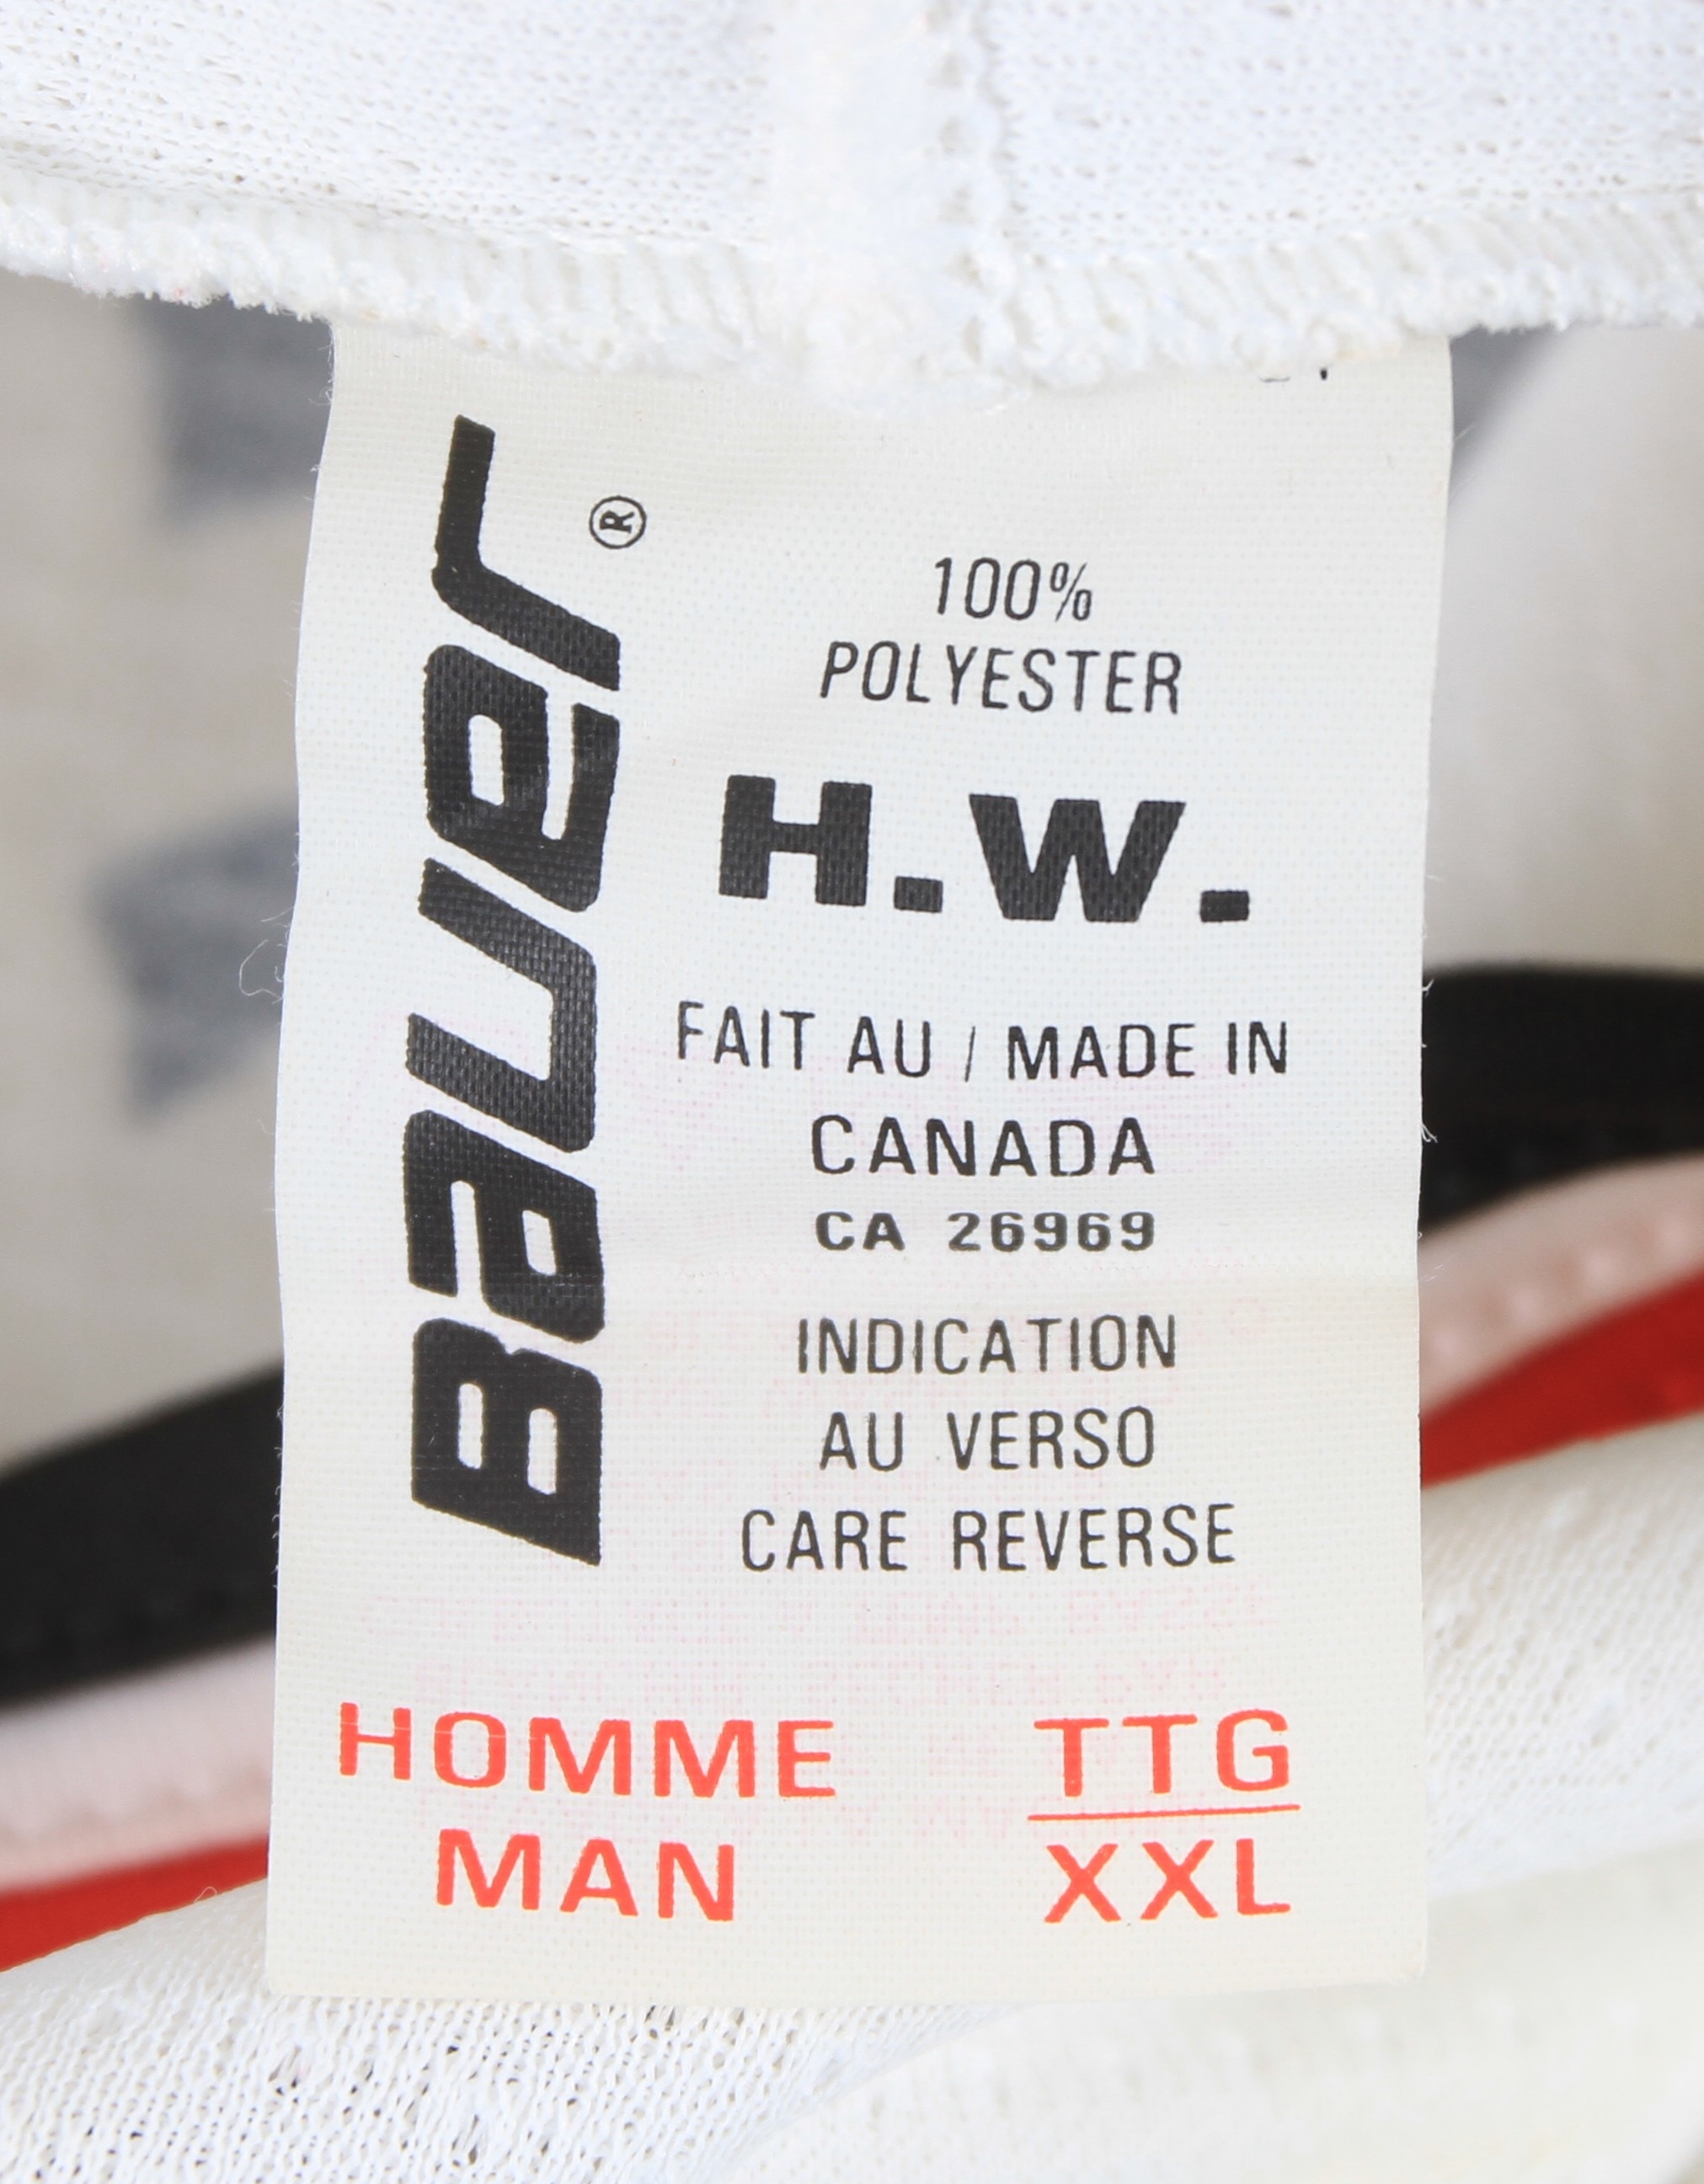 Bauer®
100%
POLYESTER
H.W.
FAIT AU / MADE IN
CANADA
CA 26969
INDICATION
AU VERSO
CARE REVERSE
HOMME TTG
MAN XXL